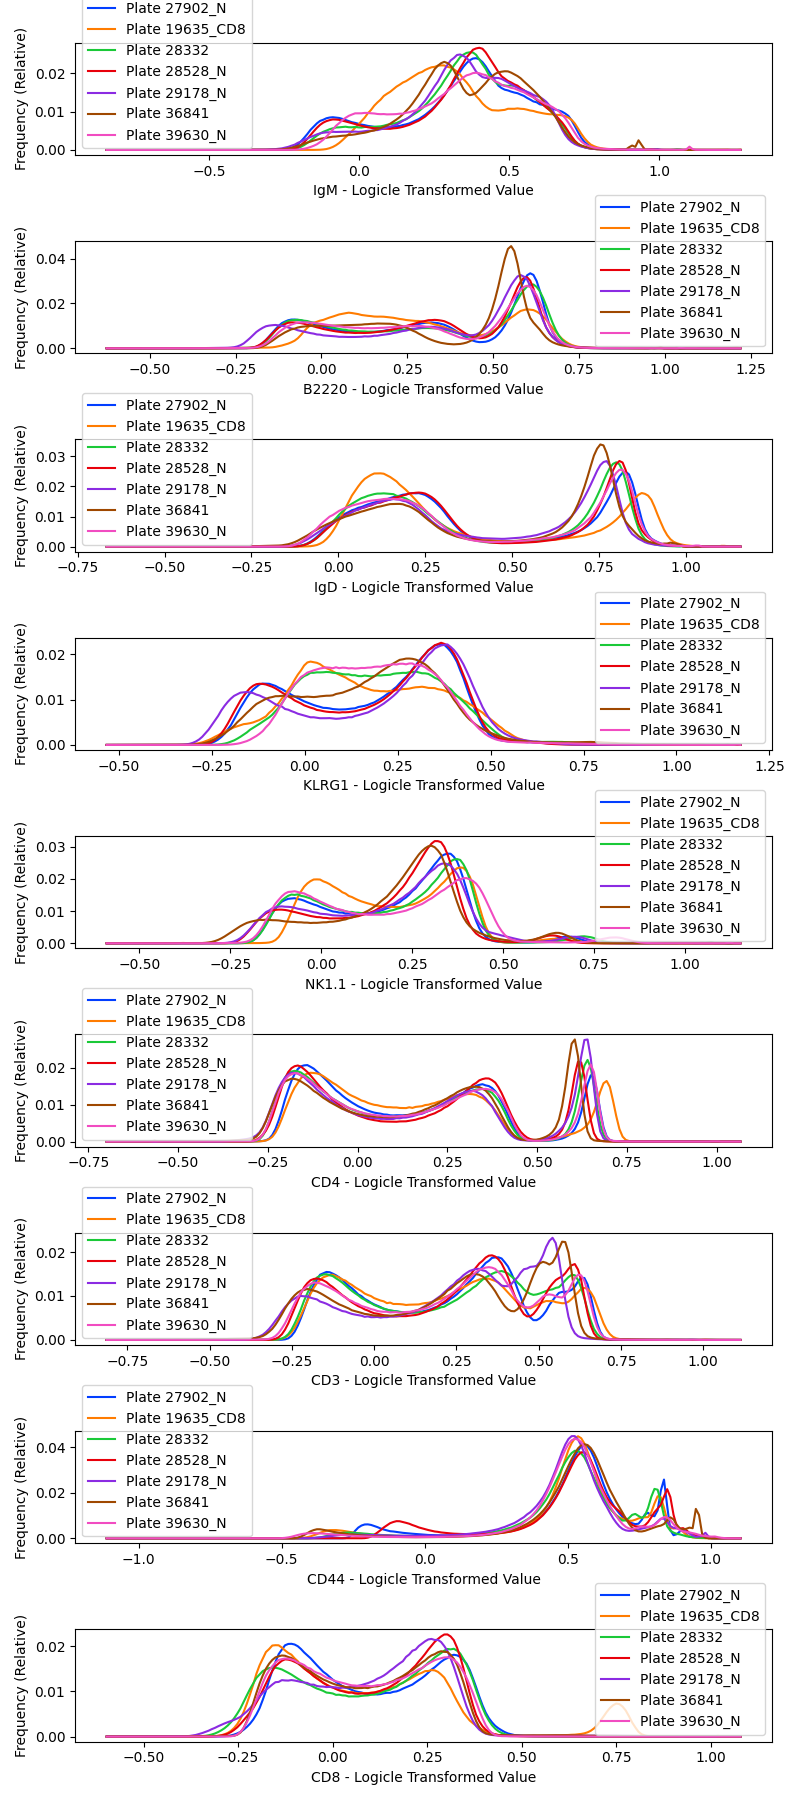 Plate 27902_N
Plate 19635_CD8
Plate 28332
Plate 28528_N
Plate 29178_N
Plate 36841
Plate 39630_N
Frequency (Relative)
0.02
0.01
0.00
−0.5 0.0 0.5 1.0
IgM - Logicle Transformed Value
Plate 27902_N
Plate 19635_CD8
Plate 28332
Plate 28528_N
Plate 29178_N
Plate 36841
Plate 39630_N
Frequency (Relative)
0.04
0.02
0.00
−0.50 −0.25 0.00 0.25 0.50 0.75 1.00 1.25
B2220 - Logicle Transformed Value
Plate 27902_N
Plate 19635_CD8
Plate 28332
Plate 28528_N
Plate 29178_N
Plate 36841
Plate 39630_N
Frequency (Relative)
0.03
0.02
0.01
0.00
−0.75 −0.50 −0.25 0.00 0.25 0.50 0.75 1.00
IgD - Logicle Transformed Value
Plate 27902_N
Plate 19635_CD8
Plate 28332
Plate 28528_N
Plate 29178_N
Plate 36841
Plate 39630_N
Frequency (Relative)
0.02
0.01
0.00
−0.50 −0.25 0.00 0.25 0.50 0.75 1.00 1.25
KLRG1 - Logicle Transformed Value
Plate 27902_N
Plate 19635_CD8
Plate 28332
Plate 28528_N
Plate 29178_N
Plate 36841
Plate 39630_N
Frequency (Relative)
0.03
0.02
0.01
0.00
−0.50 −0.25 0.00 0.25 0.50 0.75 1.00
NK1.1 - Logicle Transformed Value
Plate 27902_N
Plate 19635_CD8
Plate 28332
Plate 28528_N
Plate 29178_N
Plate 36841
Plate 39630_N
Frequency (Relative)
0.02
0.01
0.00
−0.75 −0.50 −0.25 0.00 0.25 0.50 0.75 1.00
CD4 - Logicle Transformed Value
Plate 27902_N
Plate 19635_CD8
Plate 28332
Plate 28528_N
Plate 29178_N
Plate 36841
Plate 39630_N
Frequency (Relative)
0.02
0.01
0.00
−0.75 −0.50 −0.25 0.00 0.25 0.50 0.75 1.00
CD3 - Logicle Transformed Value
Plate 27902_N
Plate 19635_CD8
Plate 28332
Plate 28528_N
Plate 29178_N
Plate 36841
Plate 39630_N
Frequency (Relative)
0.04
0.02
0.00
−1.0 −0.5 0.0 0.5 1.0
CD44 - Logicle Transformed Value
Plate 27902_N
Plate 19635_CD8
Plate 28332
Plate 28528_N
Plate 29178_N
Plate 36841
Plate 39630_N
Frequency (Relative)
0.02
0.01
0.00
−0.50 −0.25 0.00 0.25 0.50 0.75 1.00
CD8 - Logicle Transformed Value